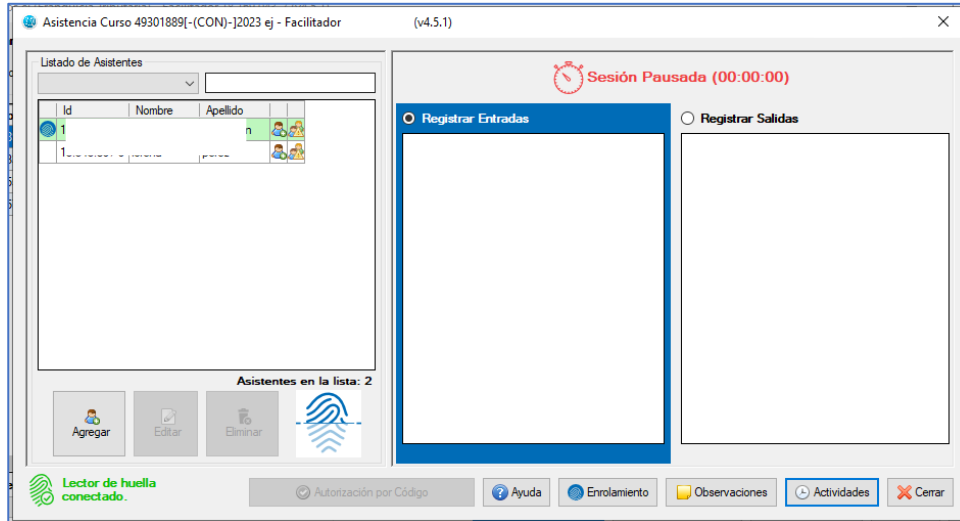 Asistencia Curso 49301889[-(CON)-]2023 ej - Facilitador (v4.5.1)
Listado de Asistentes
Sesión Pausada (00:00:00)
Id Nombre Apellido
Registrar Entradas
Registrar Salidas
Asistentes en la lista: 2
Agregar
Editar
Eliminar
Lector de huella
conectado.
Autorización por Código
Ayuda
Enrolamiento
Observaciones
Actividades
Cerrar